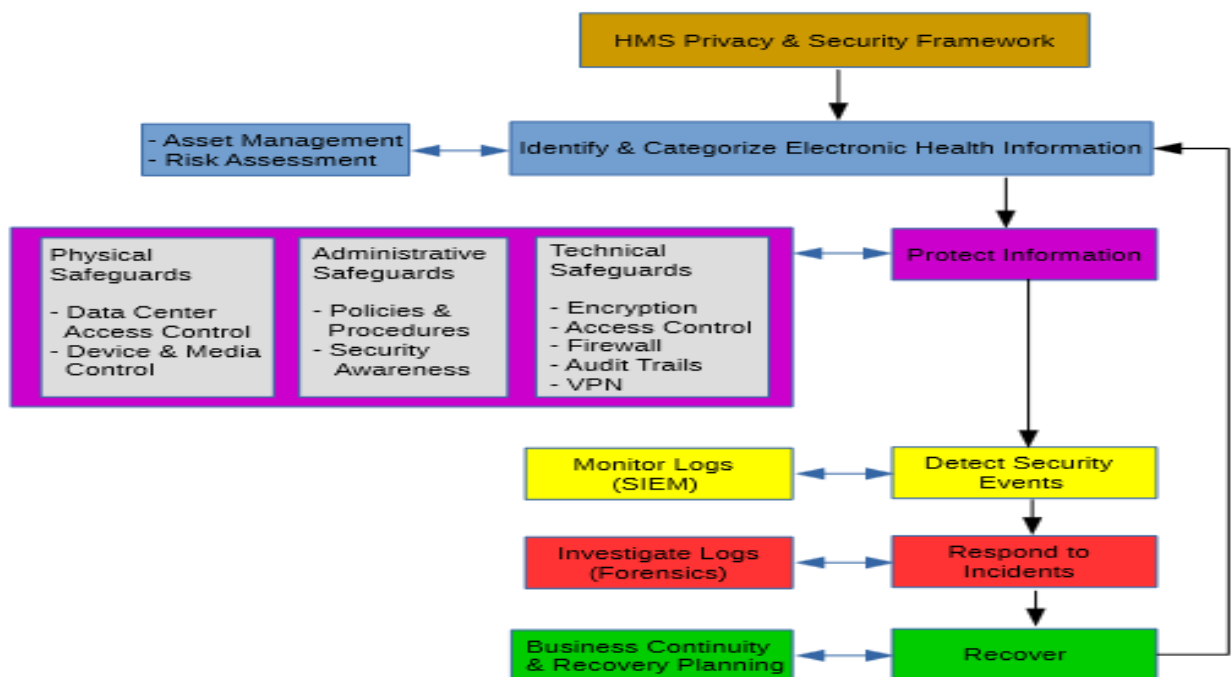 HMS Privacy & Security Framework
- Asset Management
- Risk Assessment
Identify & Categorize Electronic Health Information
Physical
Safeguards
- Data Center
Access Control
- Device & Media
Control
Administrative
Safeguards
- Policies &
Procedures
- Security
Awareness
Technical
Safeguards
- Encryption
- Access Control
- Firewall
- Audit Trails
- VPN
Protect Information
Monitor Logs
(SIEM)
Detect Security
Events
Investigate Logs
(Forensics)
Respond to
Incidents
Business Continuity
& Recovery Planning
Recover